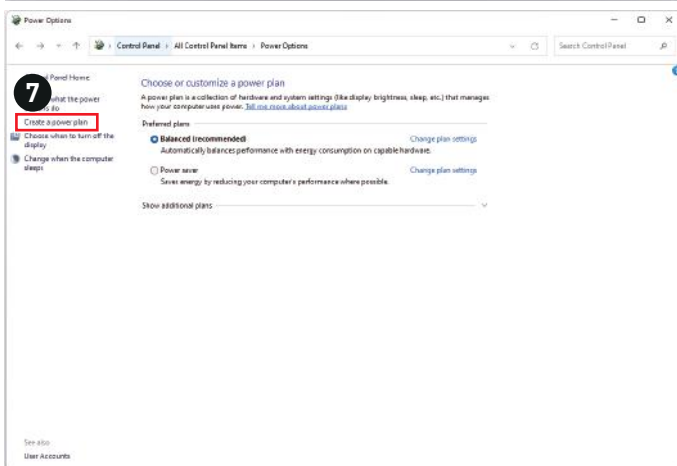 Power Options
Control Panel > All Control Panel Items > Power Options
Search Control Panel
Panel Home
7
what the power
do
Create a power plan
Choose when to turn off the
display
Change when the computer
sleeps
Choose or customize a power plan
A power plan is a collection of hardware and system settings (like display brightness, sleep, etc.) that manages
how your computer uses power. Tell me more about power plans
Preferred plans
Balanced (recommended)
Change plan settings
Automatically balances performance with energy consumption on capable hardware.
Power saver
Change plan settings
Saves energy by reducing your computer's performance where possible.
Show additional plans
See also
User Accounts